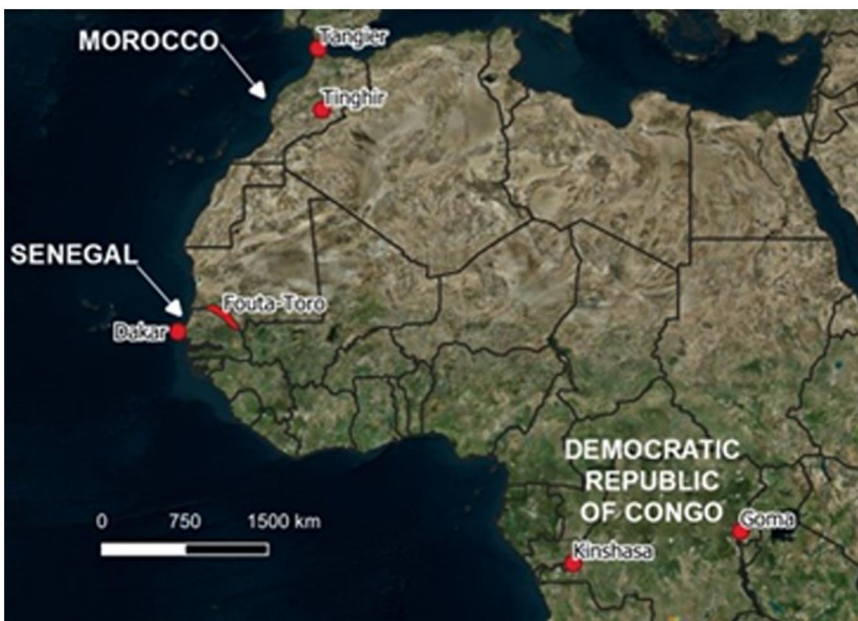 MOROCCO
Tangier
Tinghir
SENEGAL
Fouta-Toro
Dakar
DEMOCRATIC
REPUBLIC
OF CONGO
0 750 1500 km
Goma
Kinshasa